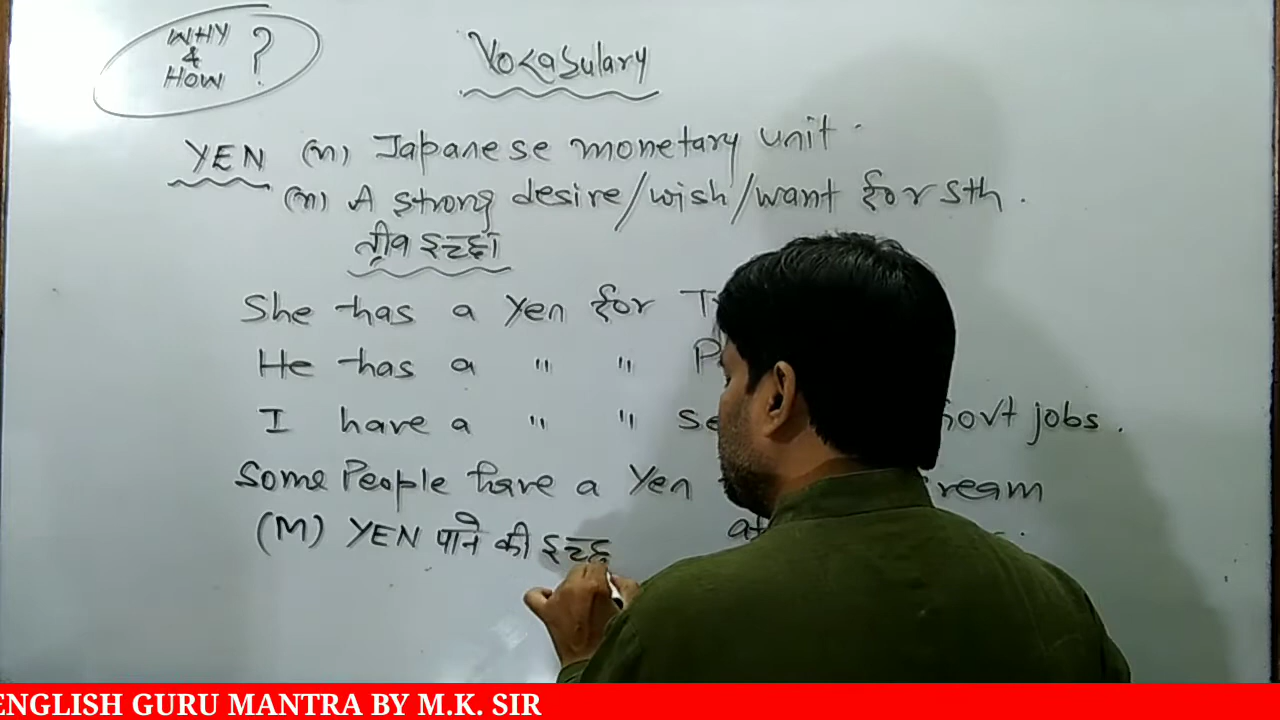 WHY
&
HOW ?
Vocabulary
YEN (n) Japanese monetary unit.
(n) A strong desire/wish/want for sth.
तीव्र इच्छा
She has a yen for
He has a " "
I have a " " Govt jobs.
Some People have a Yen
(M) YEN पाने की इच्छ
ENGLISH GURU MANTRA BY M.K. SIR